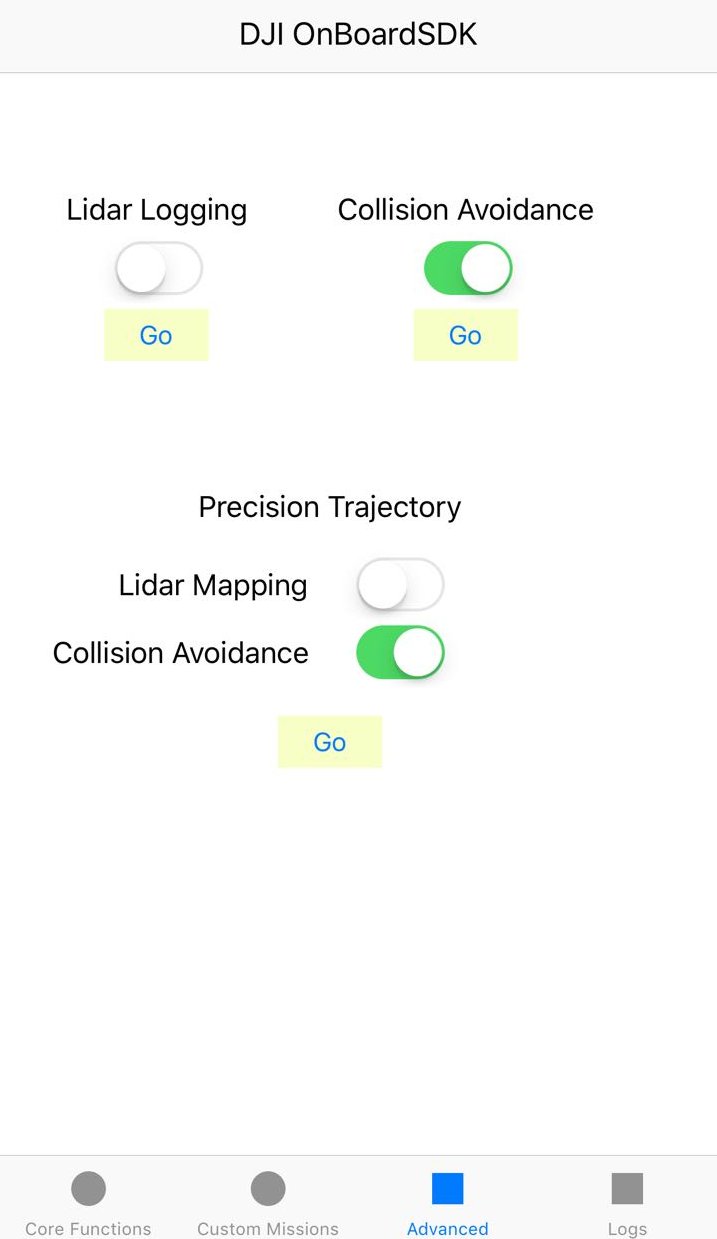 DJI OnBoardSDK
Lidar Logging Collision Avoidance
Go Go
Precision Trajectory
Lidar Mapping
Collision Avoidance
Go
Core Functions Custom Missions Advanced Logs